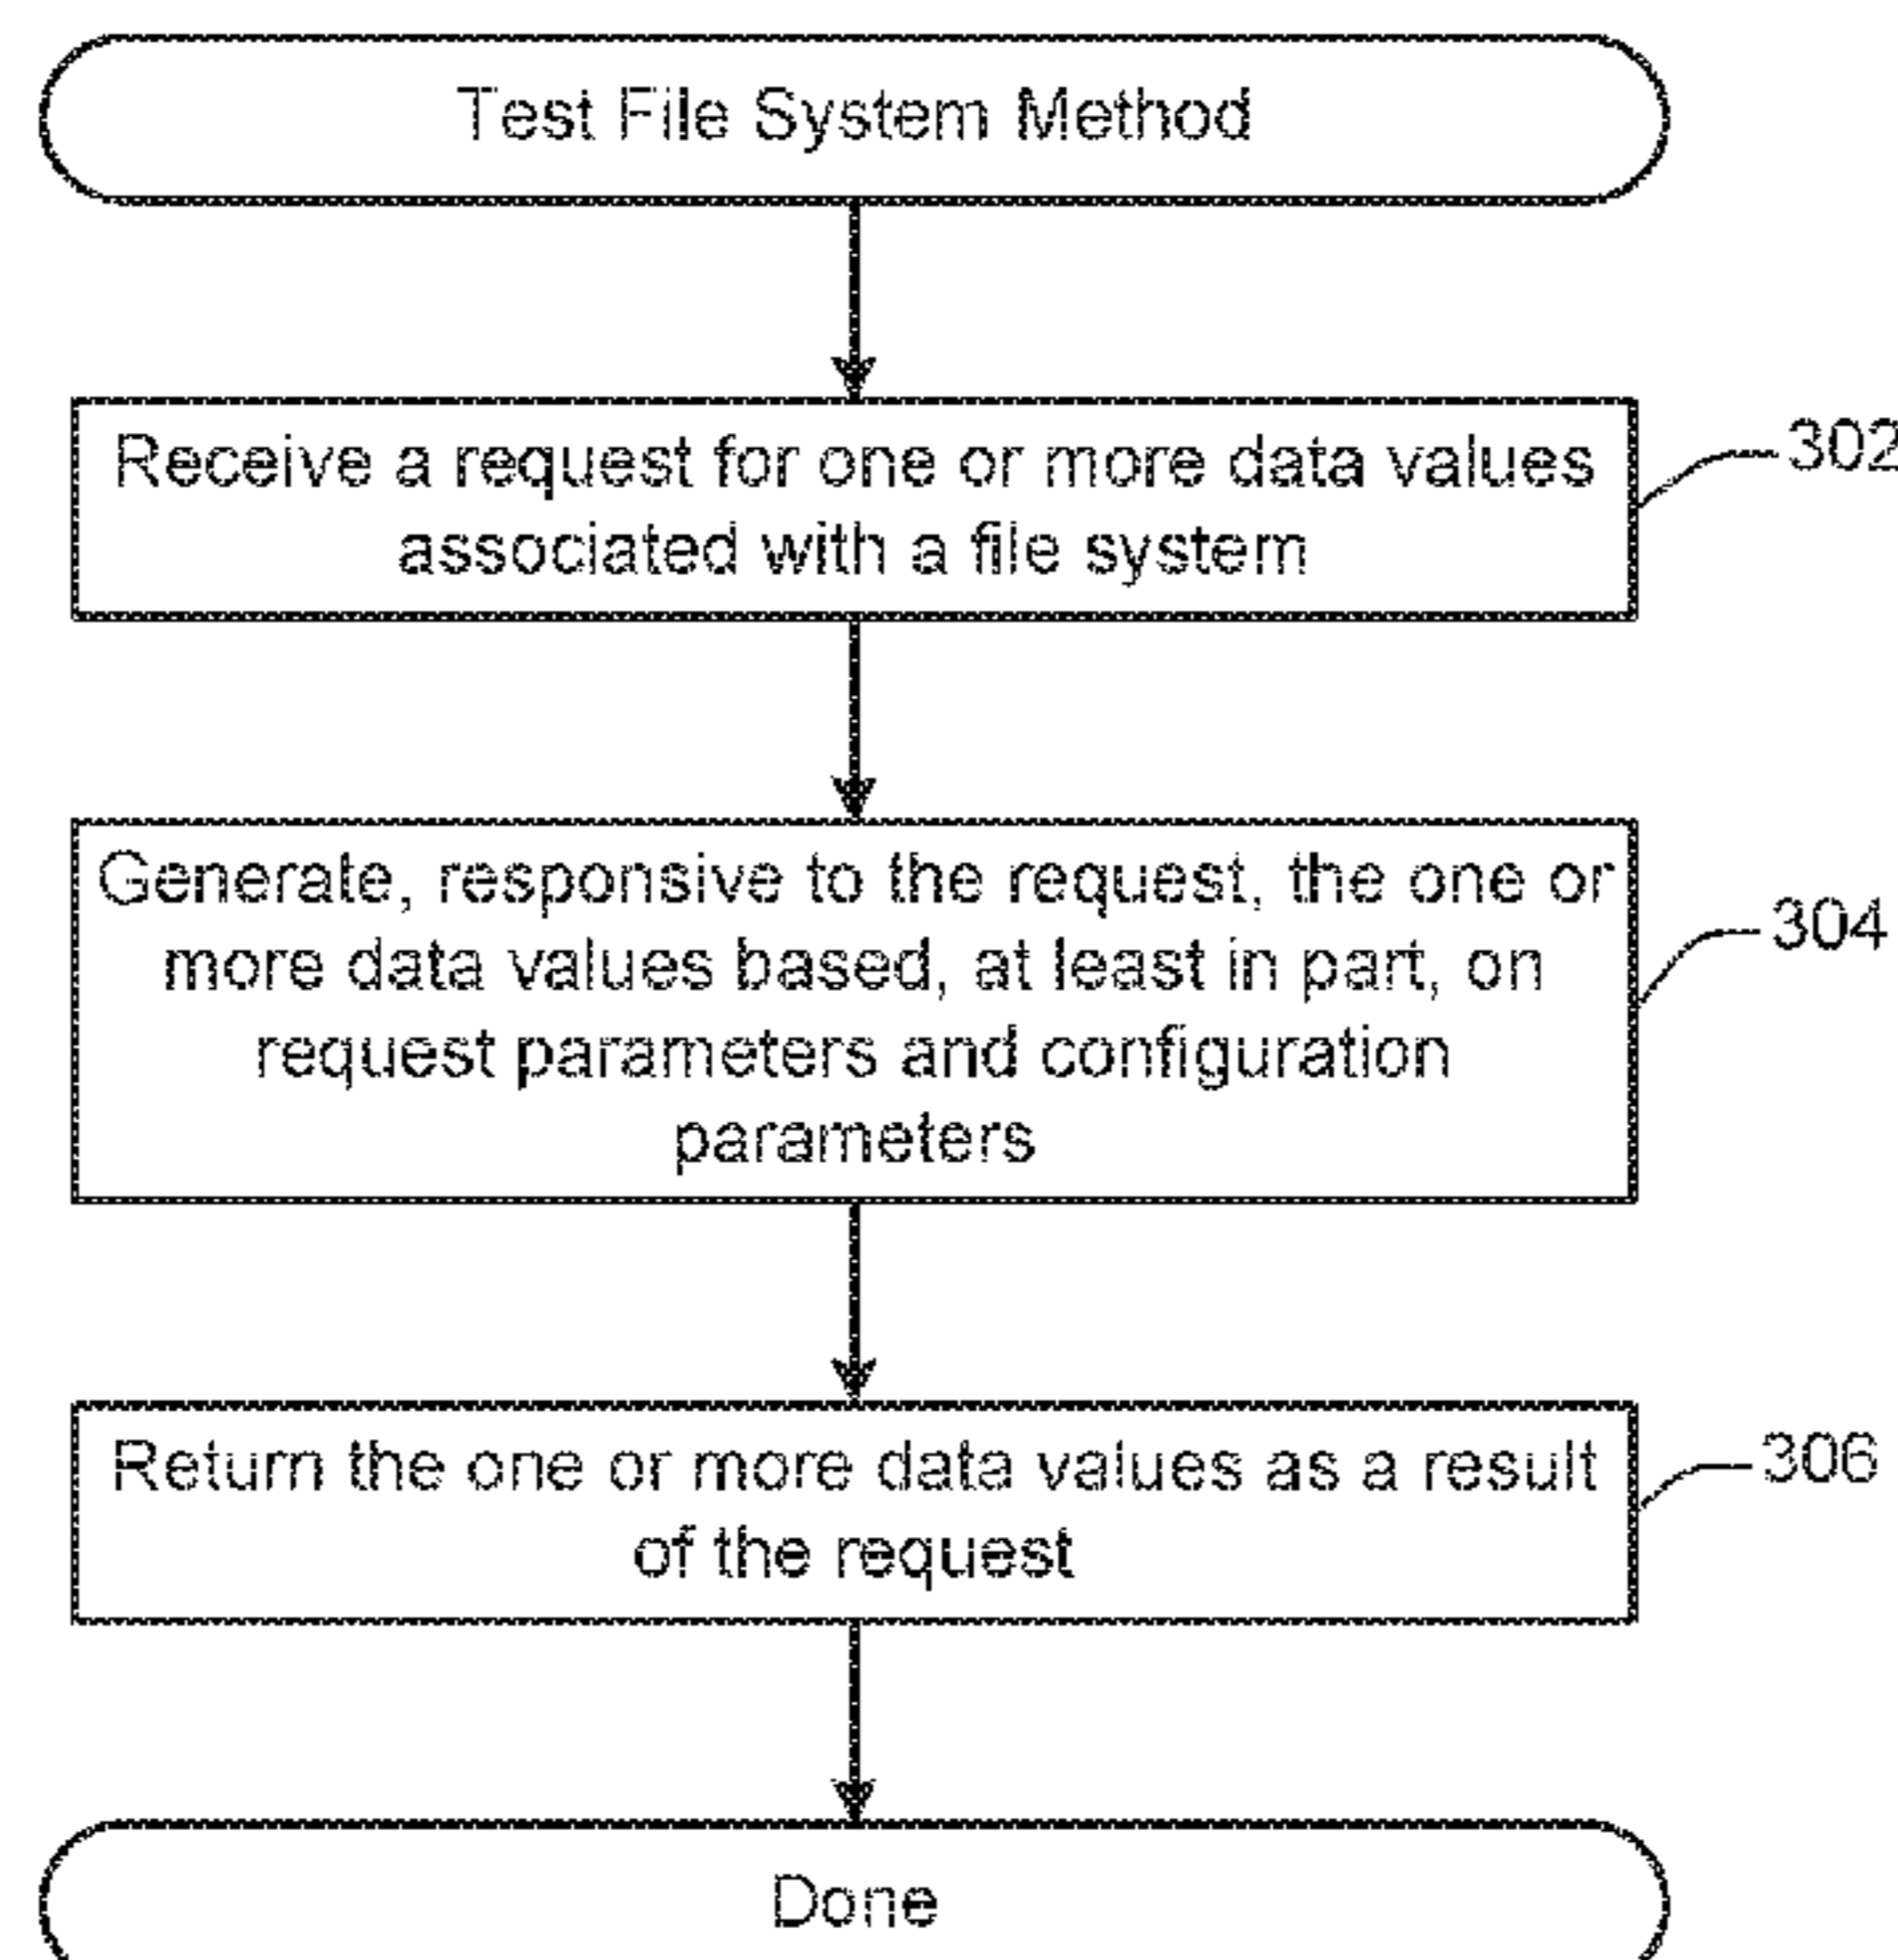 Test File System Method
Receive a request for one or more data values
associated with a file system
302
Generate, responsive to the request, the one or
more data values based, at least in part, on
request parameters and configuration
parameters
304
Return the one or more data values as a result
of the request
306
Done